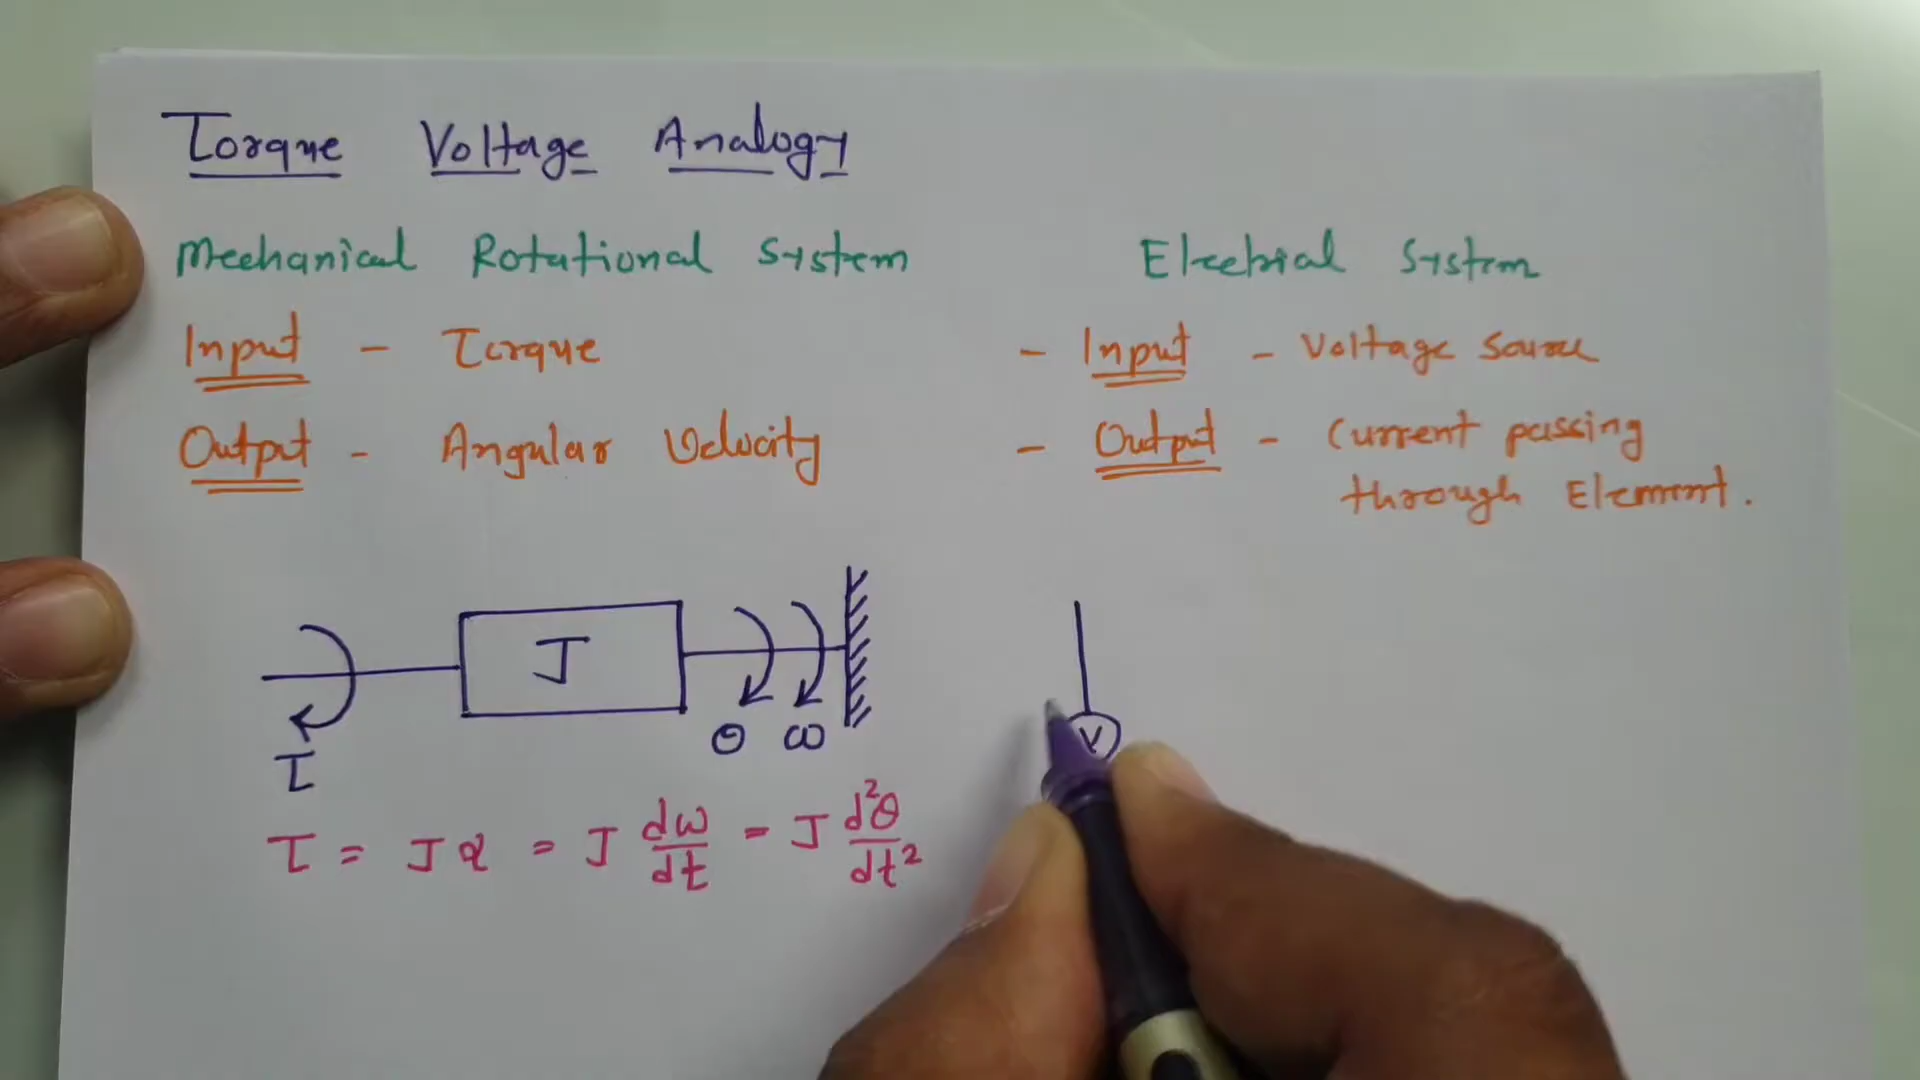 Torque Voltage Analogy
Mechanical Rotational System
Electrical System
Input - Torque
- Input - Voltage source
Output - Angular Velocity
- Output - Current passing
through Element.
J
T
θ ω
V
T = Jα = J dω/dt = J d²θ/dt²